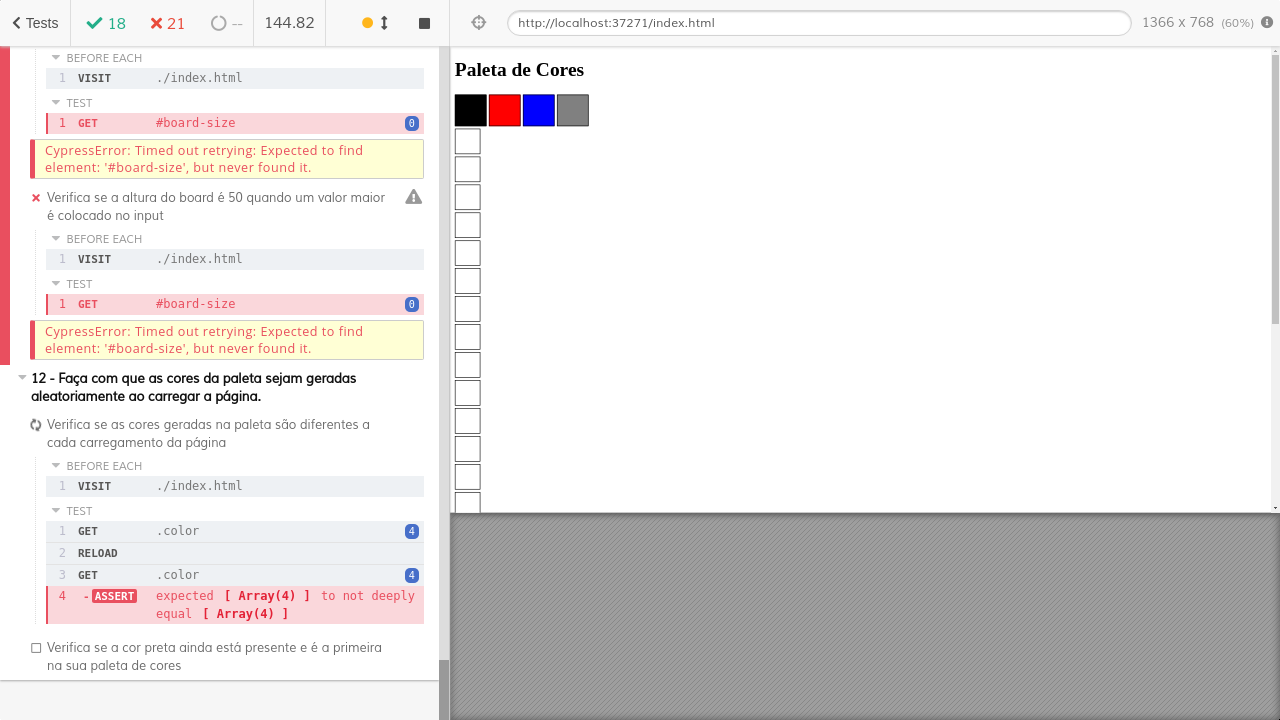 Tests
18
21
--
144.82
http://localhost:37271/index.html
1366 x 768 (60%)
BEFORE EACH
1 VISIT ./index.html
TEST
1 GET #board-size 0
CypressError: Timed out retrying: Expected to find
element: '#board-size', but never found it.
Verifica se a altura do board é 50 quando um valor maior
é colocado no input
BEFORE EACH
1 VISIT ./index.html
TEST
1 GET #board-size 0
CypressError: Timed out retrying: Expected to find
element: '#board-size', but never found it.
12 - Faça com que as cores da paleta sejam geradas
aleatoriamente ao carregar a página.
Verifica se as cores geradas na paleta são diferentes a
cada carregamento da página
BEFORE EACH
1 VISIT ./index.html
TEST
1 GET .color 4
2 RELOAD
3 GET .color 4
4 -ASSERT expected [ Array(4) ] to not deeply
equal [ Array(4) ]
Verifica se a cor preta ainda está presente e é a primeira
na sua paleta de cores
Paleta de Cores